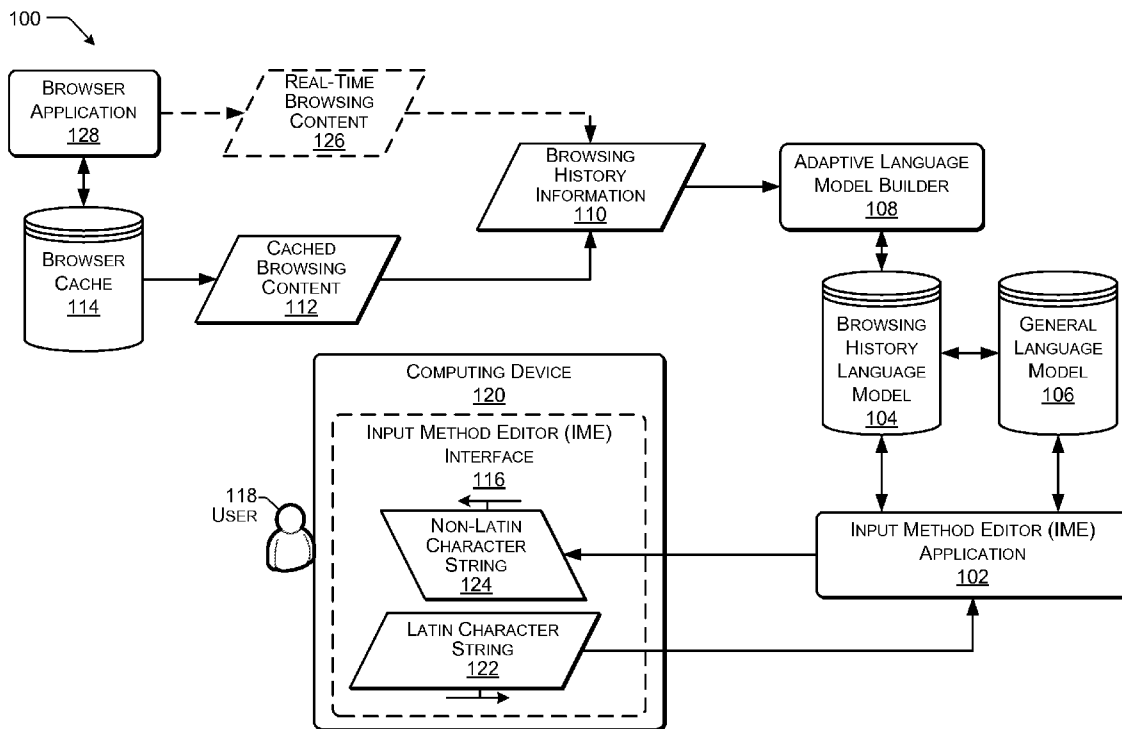 100
BROWSER
APPLICATION
128
REAL-TIME
BROWSING
CONTENT
126
BROWSING
HISTORY
INFORMATION
110
ADAPTIVE LANGUAGE
MODEL BUILDER
108
BROWSER
CACHE
114
CACHED
BROWSING
CONTENT
112
BROWSING
HISTORY
LANGUAGE
MODEL
104
GENERAL
LANGUAGE
MODEL
106
COMPUTING DEVICE
120
INPUT METHOD EDITOR (IME)
INTERFACE
116
118
USER
NON-LATIN
CHARACTER
STRING
124
INPUT METHOD EDITOR (IME)
APPLICATION
102
LATIN CHARACTER
STRING
122